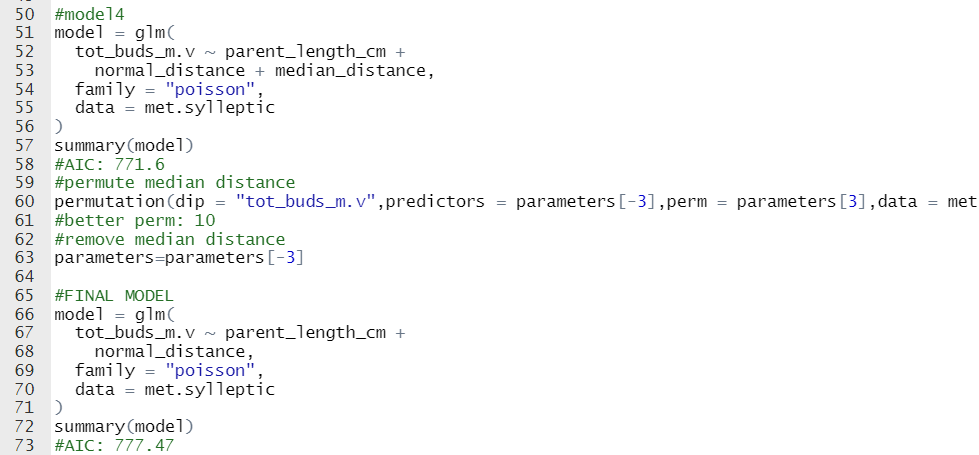 50 #model4
51 model = glm(
52 tot_buds_m.v ~ parent_length_cm +
53 normal_distance + median_distance,
54 family = "poisson",
55 data = met.sylleptic
56 )
57 summary(model)
58 #AIC: 771.6
59 #permute median distance
60 permutation(dip = "tot_buds_m.v",predictors = parameters[-3],perm = parameters[3],data = met
61 #better perm: 10
62 #remove median distance
63 parameters=parameters[-3]
64
65 #FINAL MODEL
66 model = glm(
67 tot_buds_m.v ~ parent_length_cm +
68 normal_distance,
69 family = "poisson",
70 data = met.sylleptic
71 )
72 summary(model)
73 #AIC: 777.47